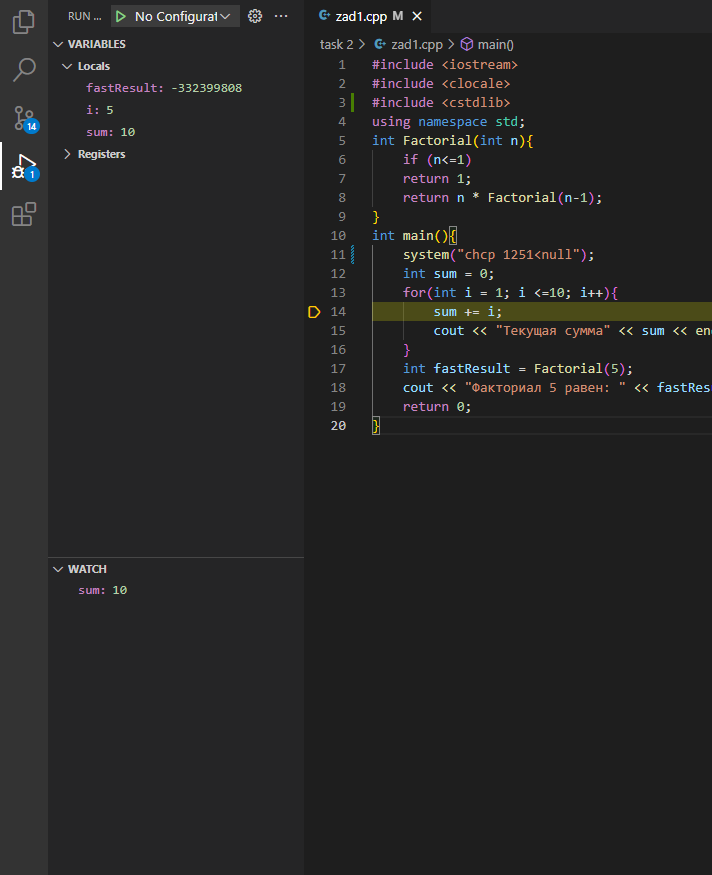 RUN ...
No Configurat
zad1.cpp M
task 2 > zad1.cpp > main()
VARIABLES
Locals
fastResult: -332399808
i: 5
sum: 10
Registers
14
1
WATCH
sum: 10
1 #include <iostream>
2 #include <clocale>
3 #include <cstdlib>
4 using namespace std;
5 int Factorial(int n){
6 if (n<=1)
7 return 1;
8 return n * Factorial(n-1);
9 }
10 int main(){
11 system("chcp 1251<null");
12 int sum = 0;
13 for(int i = 1; i <=10; i++){
14 sum += i;
15 cout << "Текущая сумма" << sum << en
16 }
17 int fastResult = Factorial(5);
18 cout << "Факториал 5 равен: " << fastRes
19 return 0;
20 }